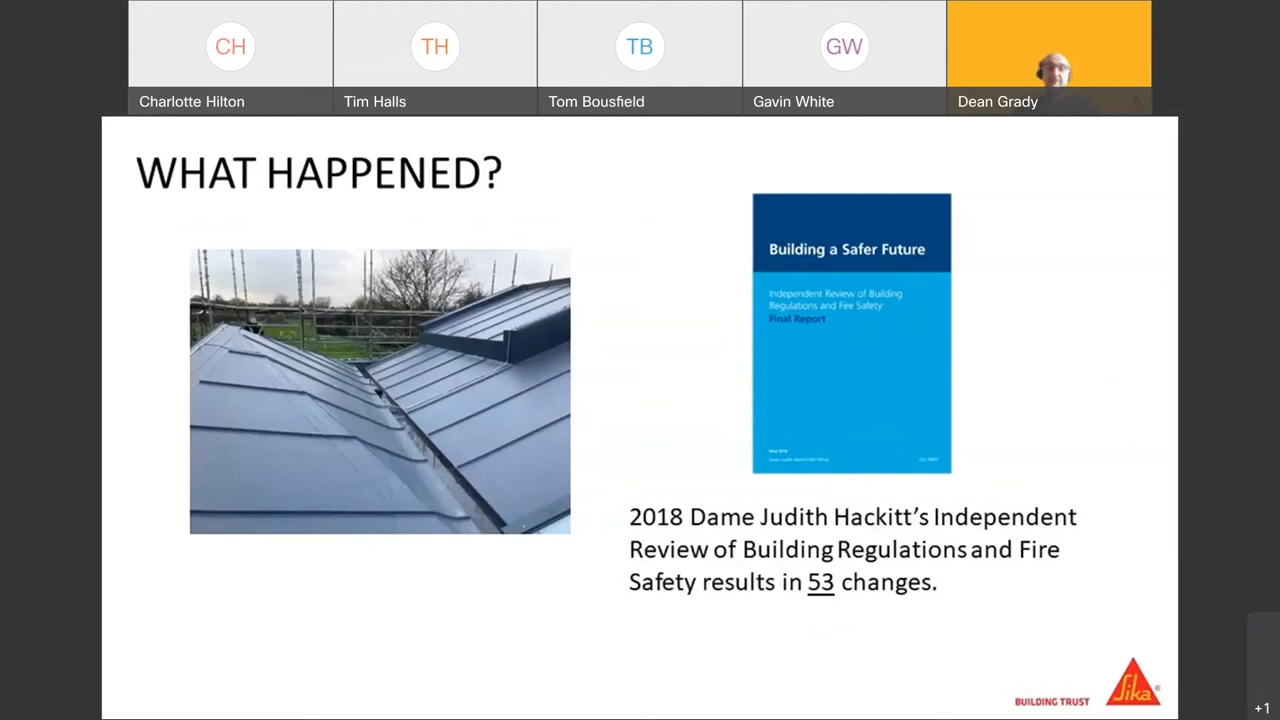 CH
TH
TB
GW
Charlotte Hilton
Tim Halls
Tom Bousfield
Gavin White
Dean Grady
WHAT HAPPENED?
Building a Safer Future
Independent Review of Building
Regulations and Fire Safety:
Final Report
2018 Dame Judith Hackitt’s Independent
Review of Building Regulations and Fire
Safety results in 53 changes.
BUILDING TRUST
Sika®
+1